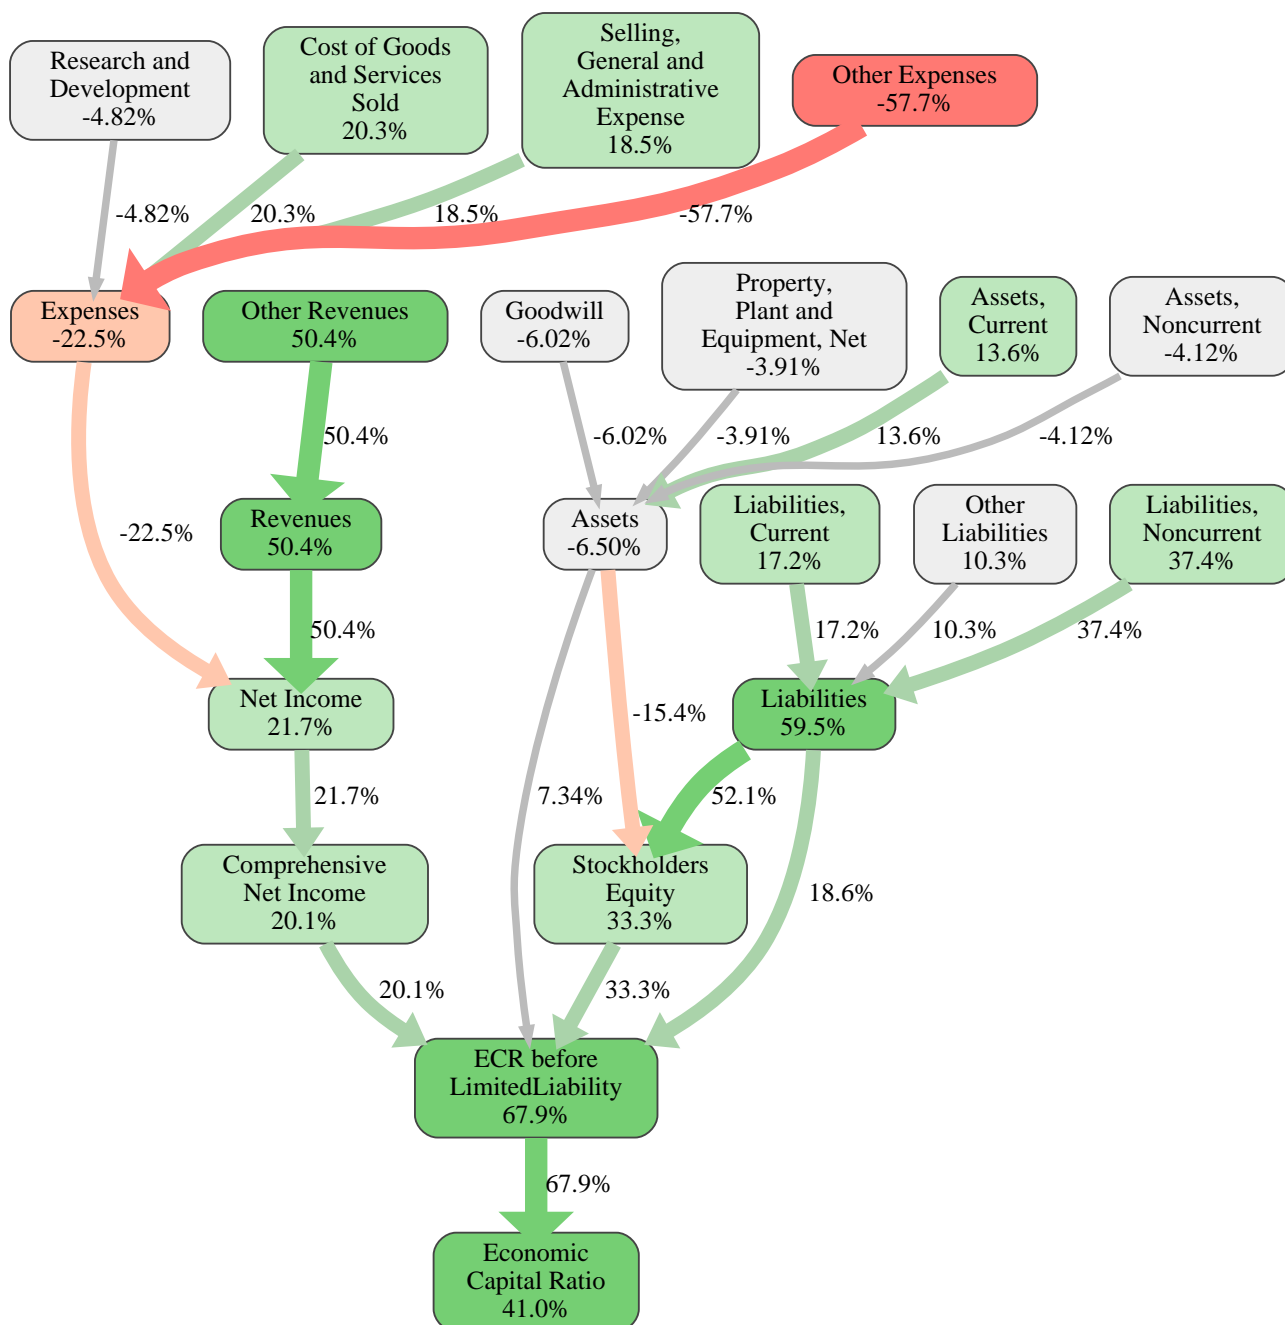 Research and
Development
-4.82%
Cost of Goods
and Services
Sold
20.3%
Selling,
General and
Administrative
Expense
18.5%
Other Expenses
-57.7%
-4.82%
20.3%
18.5%
-57.7%
Expenses
-22.5%
Other Revenues
50.4%
Goodwill
-6.02%
Property,
Plant and
Equipment, Net
-3.91%
Assets,
Current
13.6%
Assets,
Noncurrent
-4.12%
50.4%
-6.02%
-3.91%
13.6%
-4.12%
-22.5%
Revenues
50.4%
Assets
-6.50%
Liabilities,
Current
17.2%
Other
Liabilities
10.3%
Liabilities,
Noncurrent
37.4%
50.4%
17.2%
10.3%
37.4%
Net Income
21.7%
-15.4%
Liabilities
59.5%
21.7%
7.34%
52.1%
Comprehensive
Net Income
20.1%
Stockholders
Equity
33.3%
18.6%
20.1%
33.3%
ECR before
LimitedLiability
67.9%
67.9%
Economic
Capital Ratio
41.0%